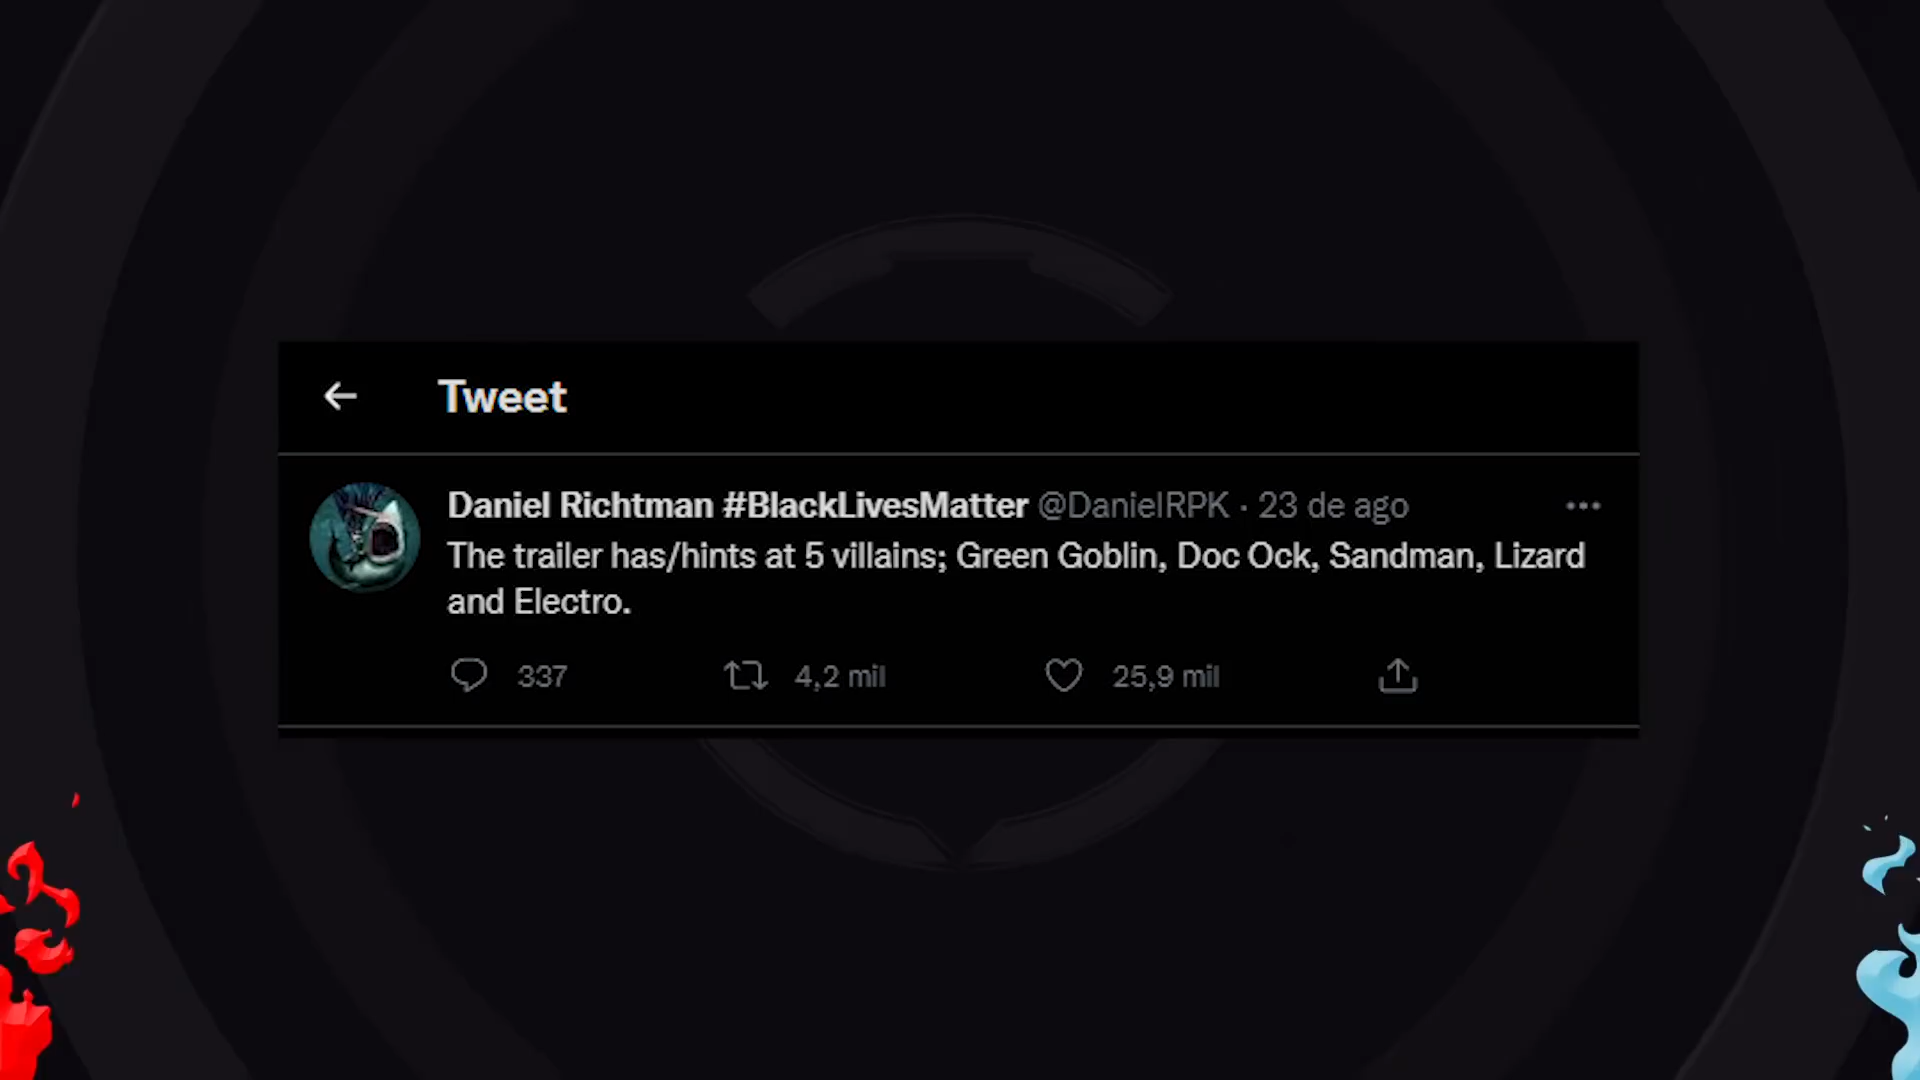 Tweet
Daniel Richtman #BlackLivesMatter @DanielRPK · 23 de ago
The trailer has/hints at 5 villains; Green Goblin, Doc Ock, Sandman, Lizard
and Electro.
337 4,2 mil 25,9 mil